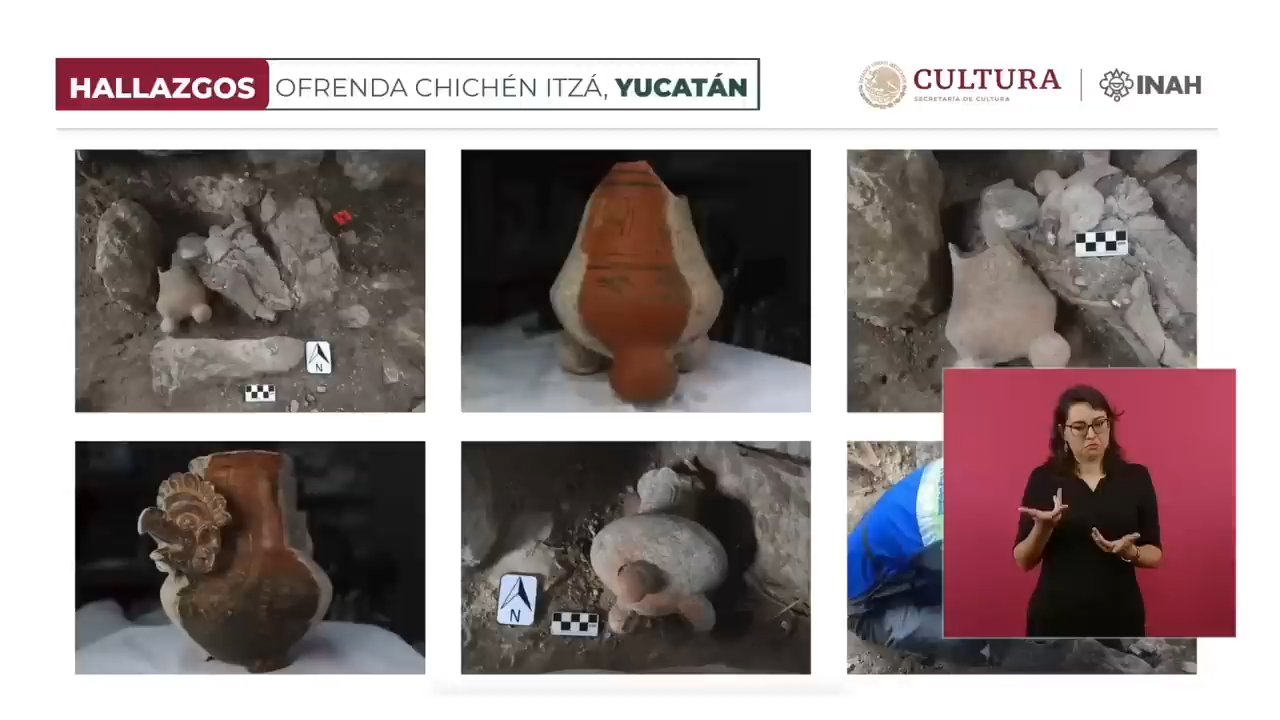 HALLAZGOS OFRENDA CHICHÉN ITZÁ, YUCATÁN
CULTURA
SECRETARÍA DE CULTURA
INAH
N
N